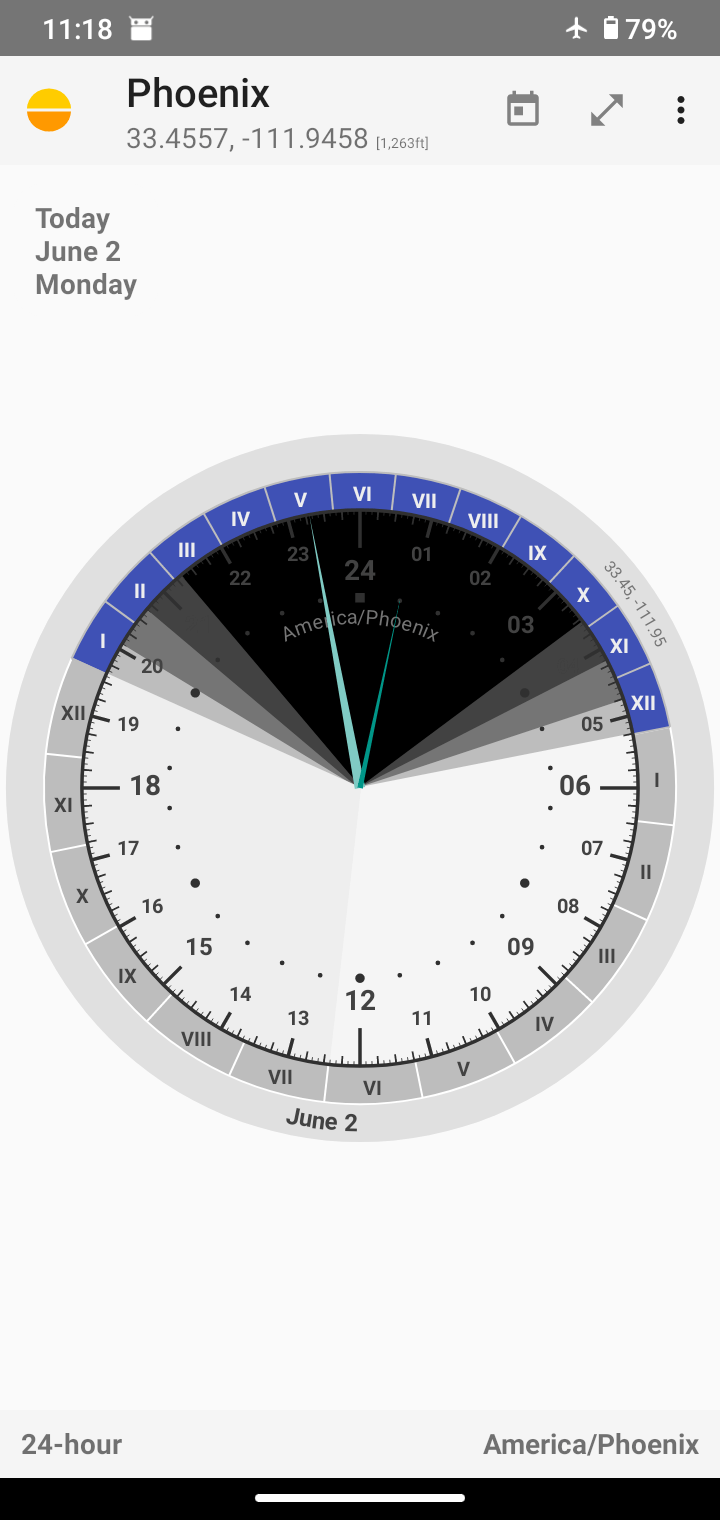 11:18
79%
Phoenix
33.4557, -111.9458 [1,263ft]
Today
June 2
Monday
I
II
III
IV
V
VI
VII
VIII
IX
X
XI
XII
I
II
III
IV
V
VI
VII
VIII
IX
X
XI
XII
33.45, -111.95
24
01
02
03
05
06
07
08
09
10
11
12
13
14
15
16
17
18
19
20
22
23
America/Phoenix
June 2
24-hour
America/Phoenix